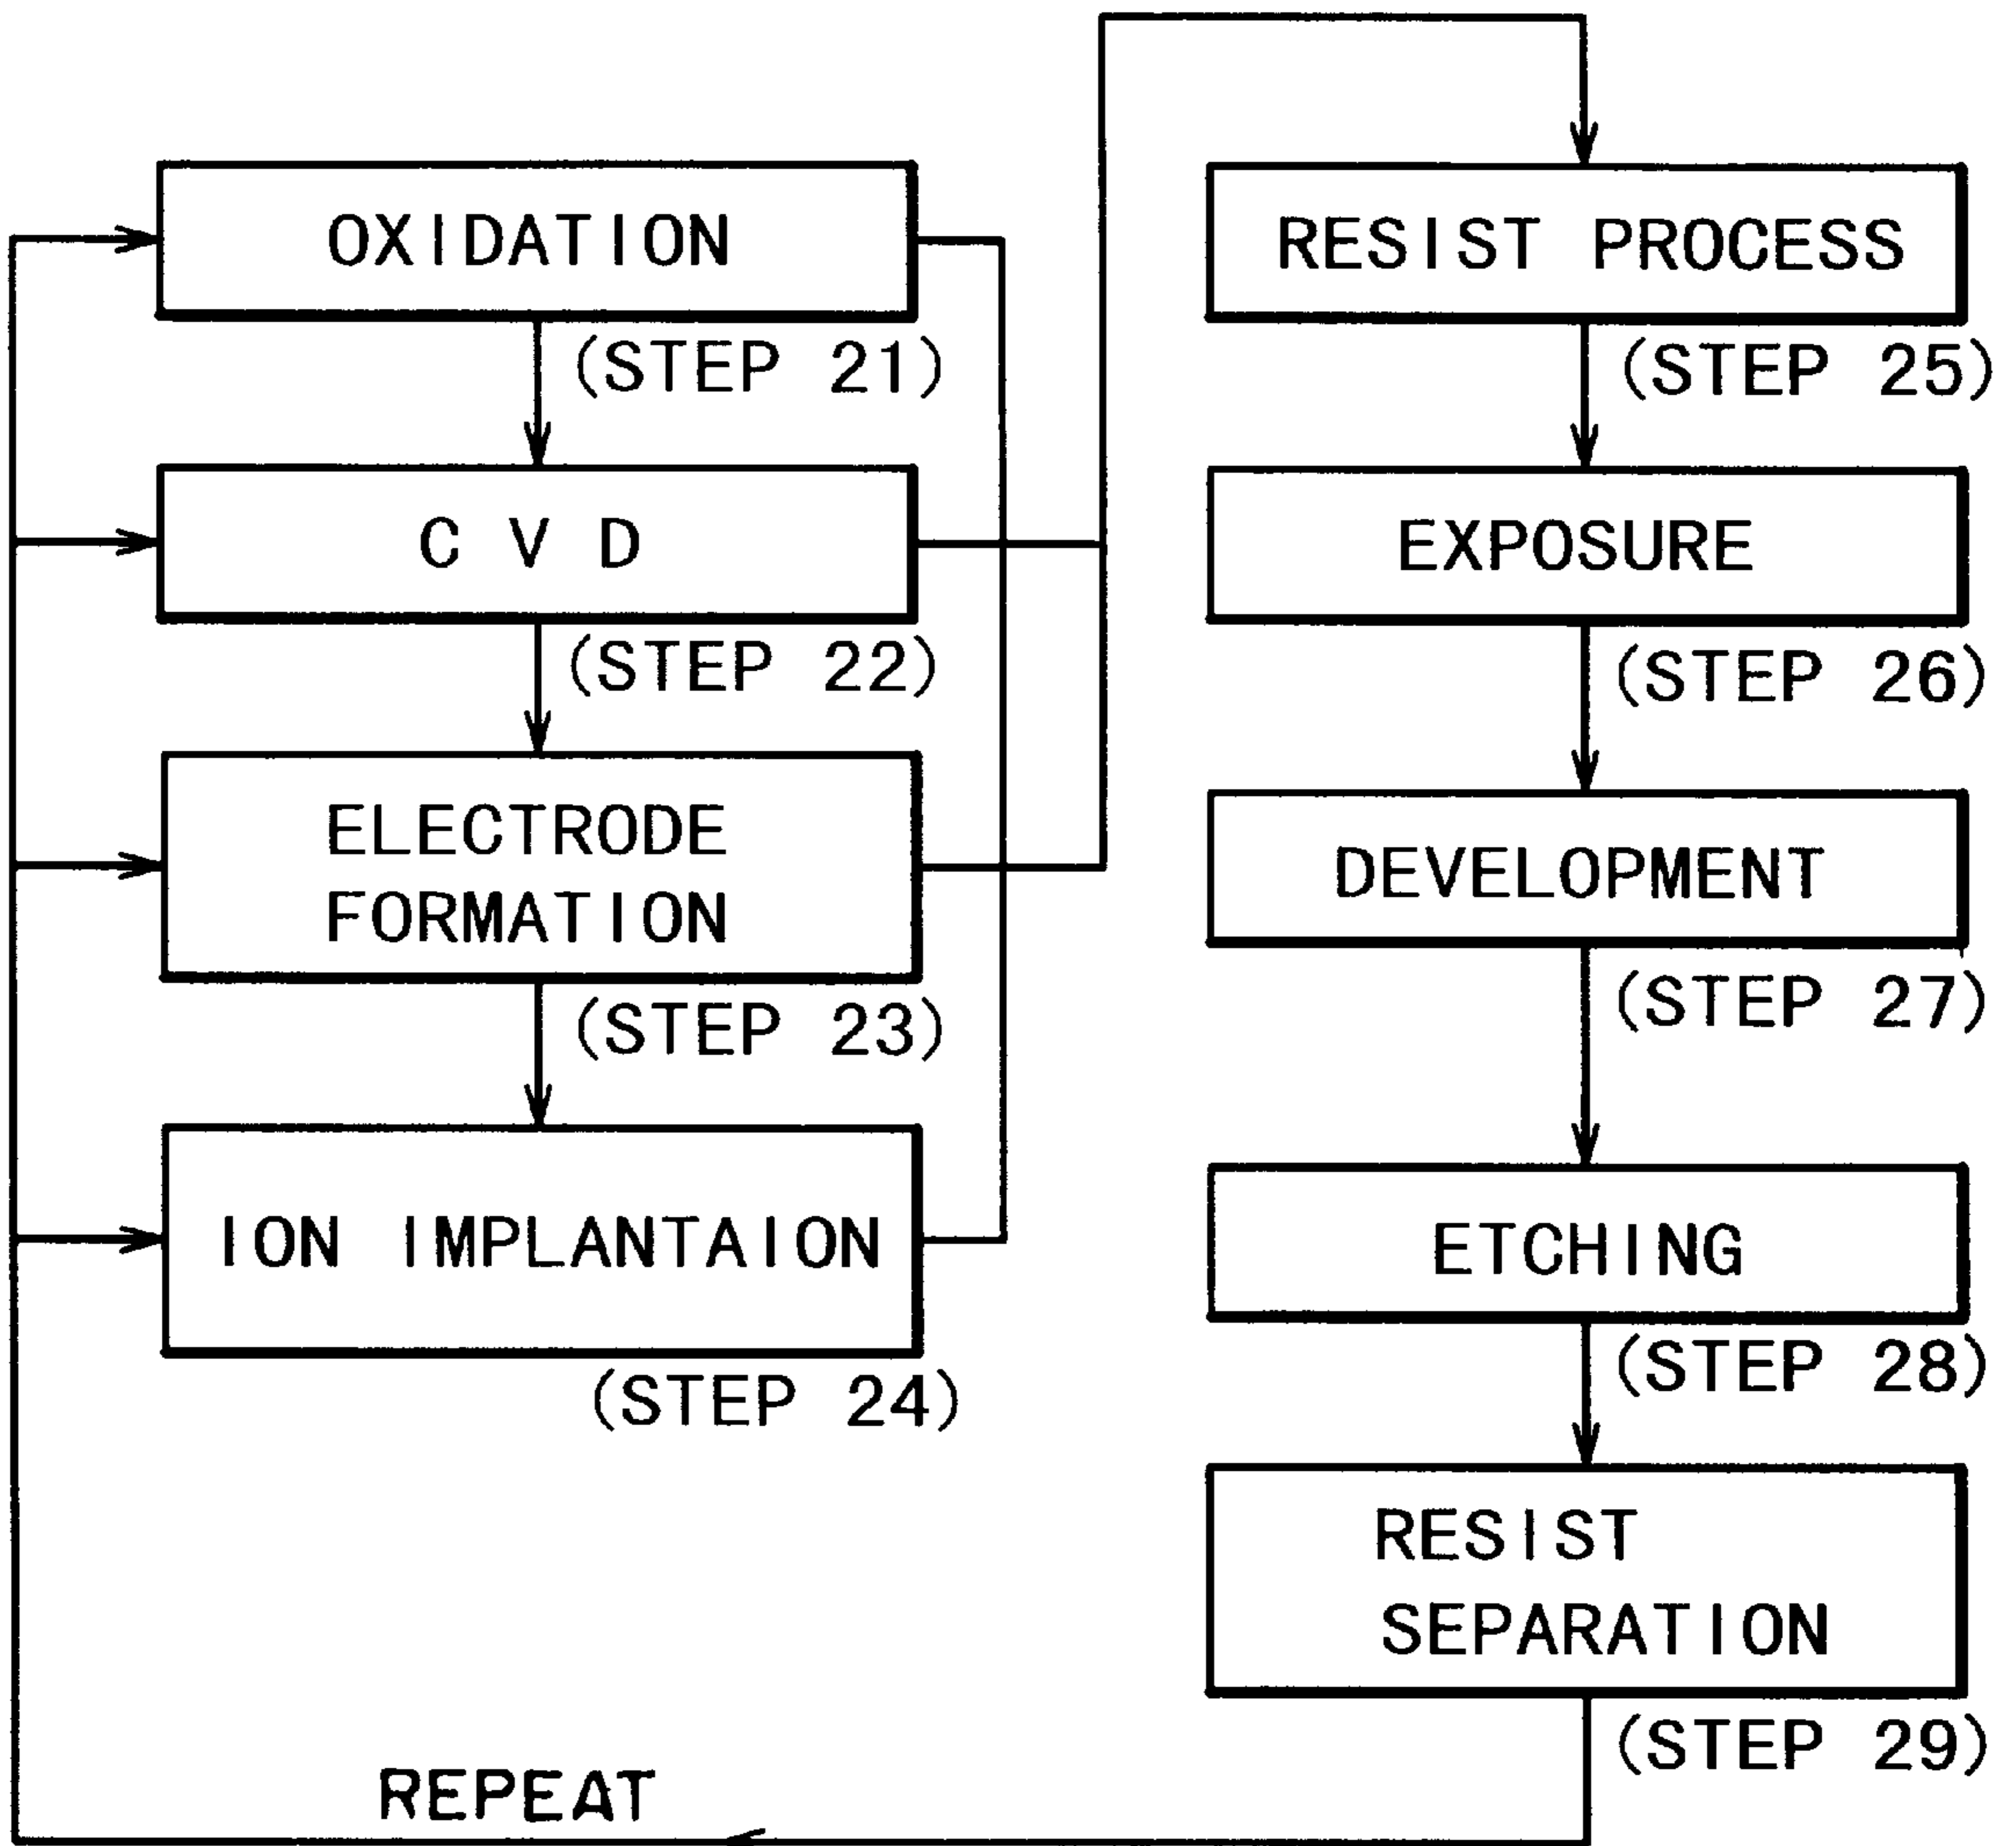 OXIDATION
(STEP 21)
C V D
(STEP 22)
ELECTRODE
FORMATION
(STEP 23)
ION IMPLANTAION
(STEP 24)
RESIST PROCESS
(STEP 25)
EXPOSURE
(STEP 26)
DEVELOPMENT
(STEP 27)
ETCHING
(STEP 28)
RESIST
SEPARATION
(STEP 29)
REPEAT